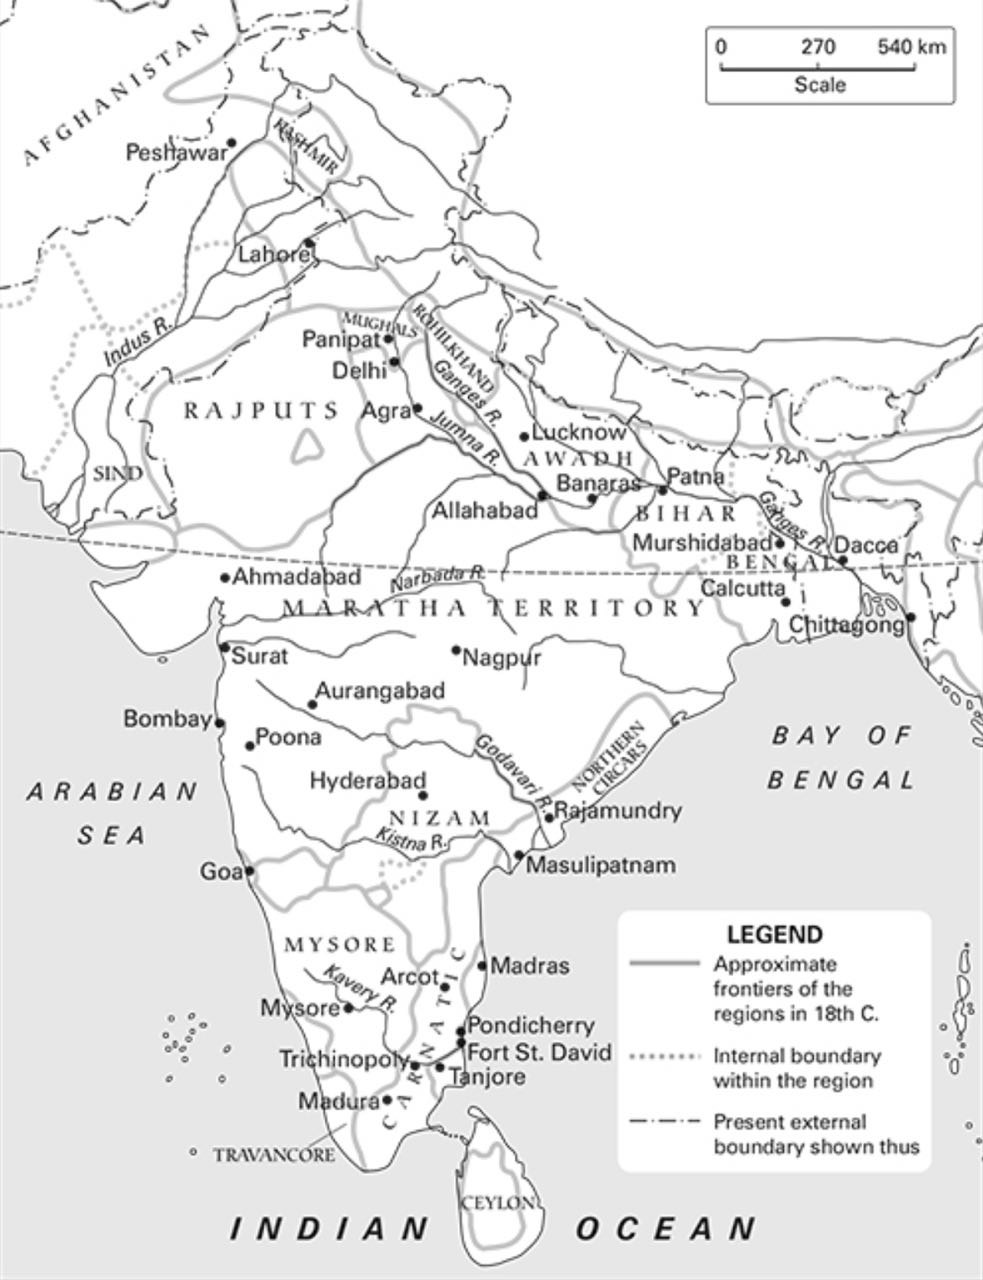 0 270 540 km
Scale
AFGHANISTAN
Peshawar
KASHMIR
Lahore
Indus R.
MUGHALS
ROHILKHAND
Panipat
Delhi
Ganges R.
RAJPUTS
Agra
Jumna R.
Lucknow
AWADH
SIND
Banaras
Patna
Allahabad
BIHAR
Ganges R.
Murshidabad
Dacca
BENGAL
Ahmadabad
Narbada R.
Calcutta
MARATHA TERRITORY
Chittagong
Surat
Nagpur
Aurangabad
Bombay
Poona
Godavari R.
NORTHERN
CIRCARS
BAY OF
BENGAL
ARABIAN
SEA
Hyderabad
NIZAM
Rajamundry
Kistna R.
Masulipatnam
Goa
MYSORE
Kavery R.
Arcot
Madras
CARNATIC
Mysore
Pondicherry
Fort St. David
Trichinopoly
Tanjore
Madura
TRAVANCORE
CEYLON
INDIAN OCEAN
LEGEND
Approximate
frontiers of the
regions in 18th C.
Internal boundary
within the region
Present external
boundary shown thus